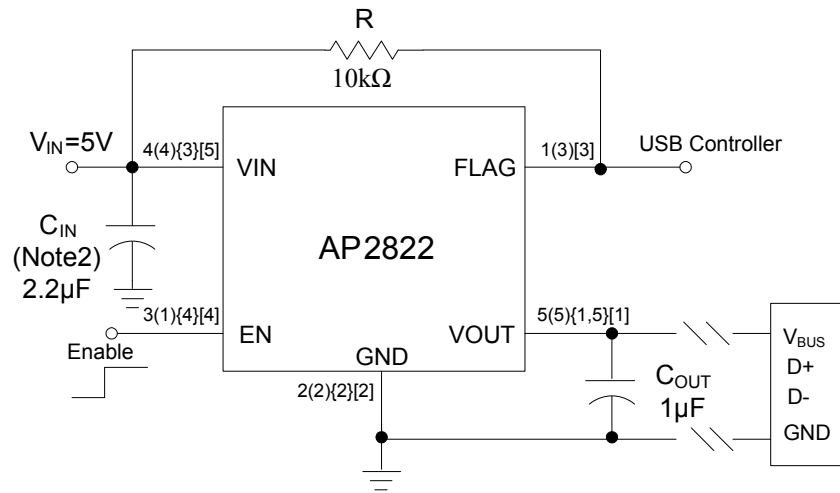 R
10kΩ
V_IN=5V
4(4){3}[5]
VIN
FLAG
1(3)[3]
USB Controller
C_IN
(Note2)
2.2µF
AP2822
3(1){4}[4]
EN
Enable
GND
2(2){2}[2]
VOUT
5(5){1,5}[1]
C_OUT
1µF
V_BUS
D+
D-
GND